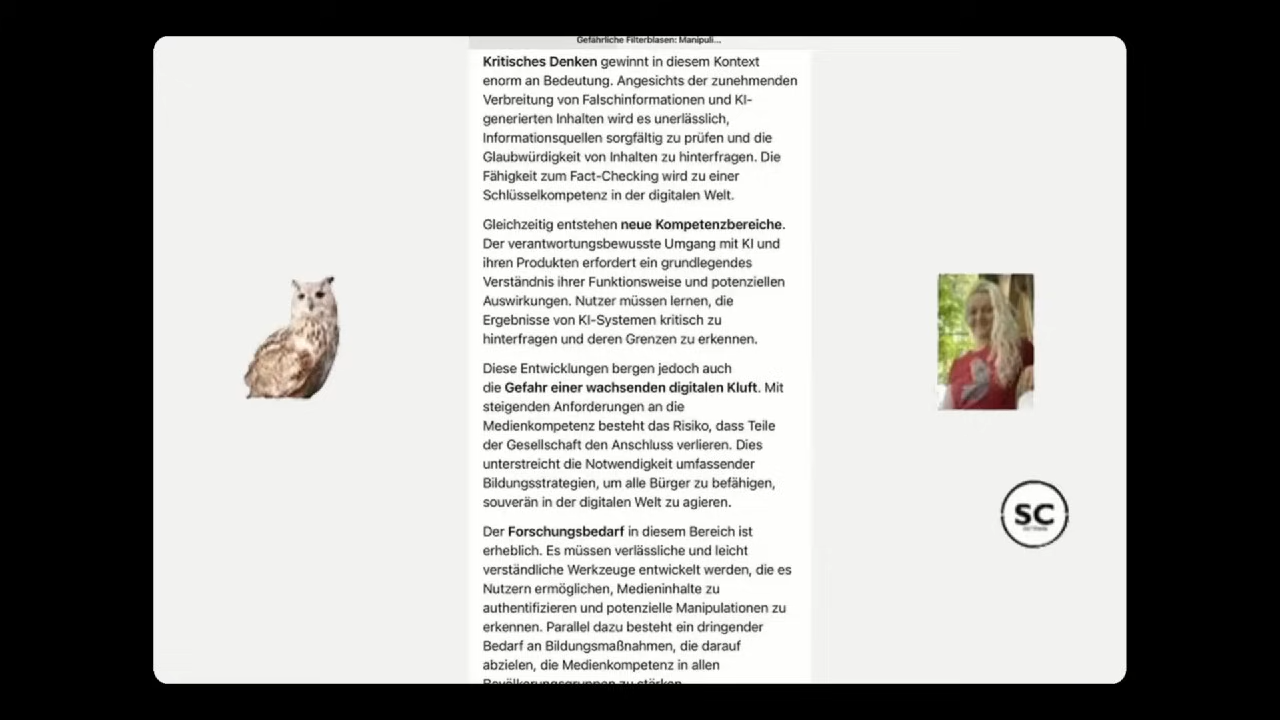 Gefährliche Filterblasen: Manipuli...
Kritisches Denken gewinnt in diesem Kontext
enorm an Bedeutung. Angesichts der zunehmenden
Verbreitung von Falschinformationen und KI-
generierten Inhalten wird es unerlässlich,
Informationsquellen sorgfältig zu prüfen und die
Glaubwürdigkeit von Inhalten zu hinterfragen. Die
Fähigkeit zum Fact-Checking wird zu einer
Schlüsselkompetenz in der digitalen Welt.
Gleichzeitig entstehen neue Kompetenzbereiche.
Der verantwortungsbewusste Umgang mit KI und
ihren Produkten erfordert ein grundlegendes
Verständnis ihrer Funktionsweise und potenziellen
Auswirkungen. Nutzer müssen lernen, die
Ergebnisse von KI-Systemen kritisch zu
hinterfragen und deren Grenzen zu erkennen.
Diese Entwicklungen bergen jedoch auch
die Gefahr einer wachsenden digitalen Kluft. Mit
steigenden Anforderungen an die
Medienkompetenz besteht das Risiko, dass Teile
der Gesellschaft den Anschluss verlieren. Dies
unterstreicht die Notwendigkeit umfassender
Bildungsstrategien, um alle Bürger zu befähigen,
souverän in der digitalen Welt zu agieren.
Der Forschungsbedarf in diesem Bereich ist
erheblich. Es müssen verlässliche und leicht
verständliche Werkzeuge entwickelt werden, die es
Nutzern ermöglichen, Medieninhalte zu
authentifizieren und potenzielle Manipulationen zu
erkennen. Parallel dazu besteht ein dringender
Bedarf an Bildungsmaßnahmen, die darauf
abzielen, die Medienkompetenz in allen
Bevölkerungsgruppen zu stärken.
SC